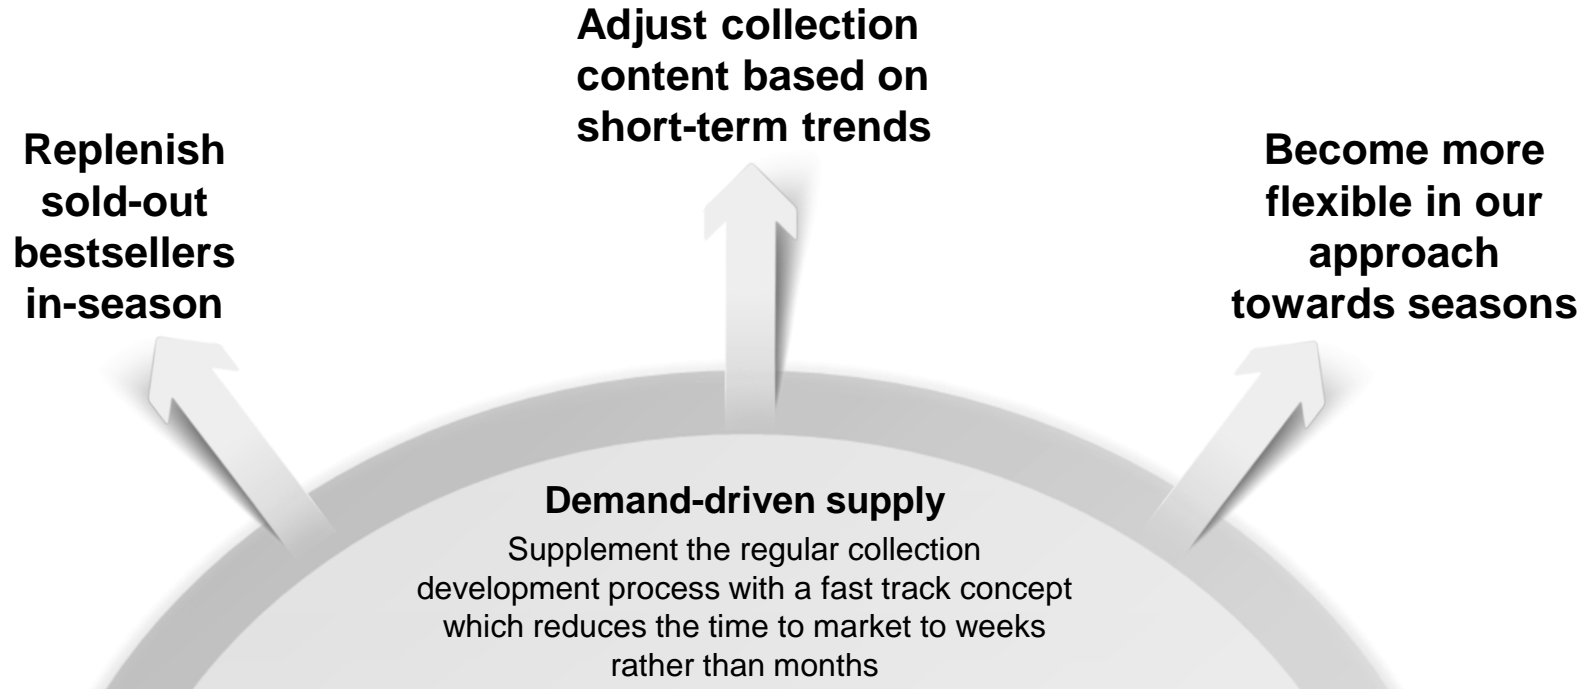 Adjust collection
content based on
short-term trends
Replenish
sold-out
bestsellers
in-season
Become more
flexible in our
approach
towards seasons
Demand-driven supply
Supplement the regular collection
development process with a fast track concept
which reduces the time to market to weeks
rather than months